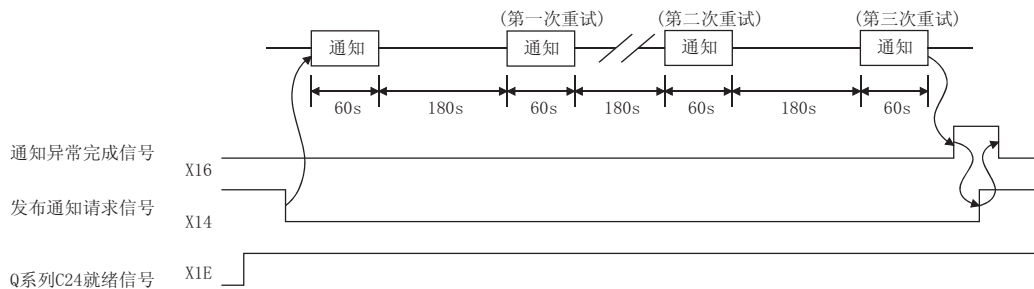 (第一次重试) (第二次重试) (第三次重试)
通知 通知 通知 通知
60s 180s 60s 180s 60s 180s 60s
通知异常完成信号 X16
发布通知请求信号 X14
Q系列C24就绪信号 X1E